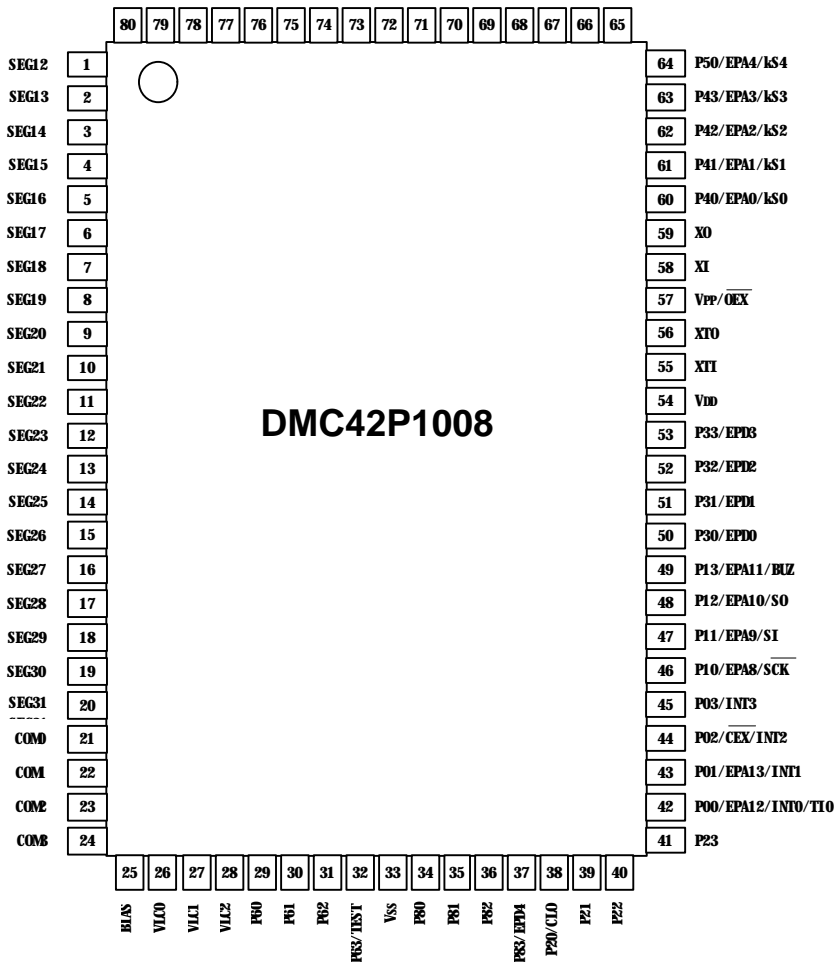 80 79 78 77 76 75 74 73 72 71 70 69 68 67 66 65
SEG12 1 64 P50/EPA4/kS4
SEG13 2 63 P43/EPA3/kS3
SEG14 3 62 P42/EPA2/kS2
SEG15 4 61 P41/EPA1/kS1
SEG16 5 60 P40/EPA0/kS0
SEG17 6 59 XO
SEG18 7 58 XI
SEG19 8 57 VPP/OEX
SEG20 9 56 XTO
SEG21 10 55 XTI
SEG22 11 54 VDD
DMC42P1008
SEG23 12 53 P33/EPD3
SEG24 13 52 P32/EPD2
SEG25 14 51 P31/EPD1
SEG26 15 50 P30/EPD0
SEG27 16 49 P13/EPA11/BUZ
SEG28 17 48 P12/EPA10/SO
SEG29 18 47 P11/EPA9/SI
SEG30 19 46 P10/EPA8/SCK
SEG31 20 45 P03/INT3
COM0 21 44 P02/CEX/INT2
COM1 22 43 P01/EPA13/INT1
COM2 23 42 P00/EPA12/INT0/TI0
COM3 24 41 P23
25 26 27 28 29 30 31 32 33 34 35 36 37 38 39 40
BIAS VLC0 VLC1 VLC2 P60 P61 P62 P63/TEST VSS P80 P81 P82 P83/EPD4 P20/CLO P21 P22